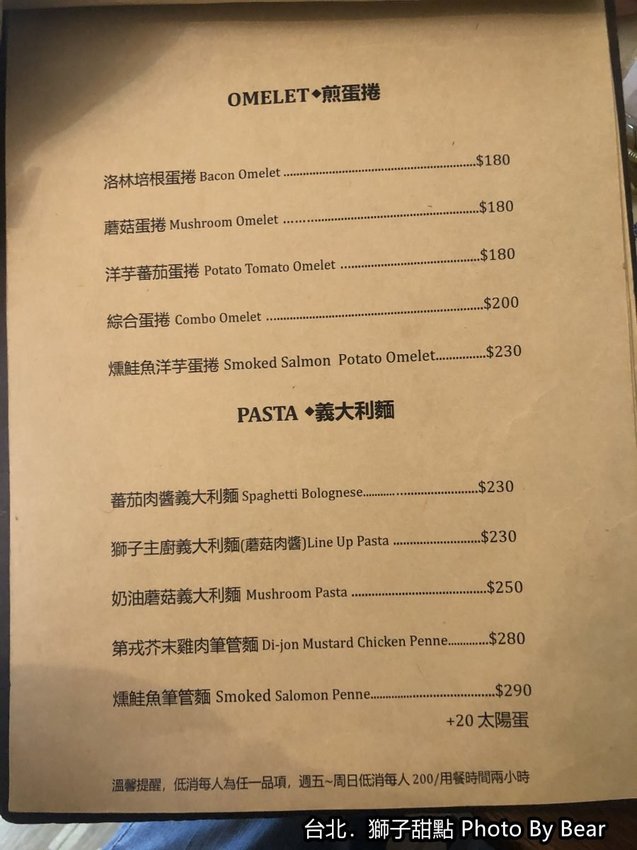 OMELET◆煎蛋捲
洛林培根蛋捲 Bacon Omelet ........................................................$180
蘑菇蛋捲 Mushroom Omelet ........................................................$180
洋芋蕃茄蛋捲 Potato Tomato Omelet ........................................$180
綜合蛋捲 Combo Omelet ............................................................$200
燻鮭魚洋芋蛋捲 Smoked Salmon Potato Omelet...............$230
PASTA ◆義大利麵
蕃茄肉醬義大利麵 Spaghetti Bolognese..................................$230
獅子主廚義大利麵(蘑菇肉醬)Line Up Pasta .........................$230
奶油蘑菇義大利麵 Mushroom Pasta .......................................$250
第戎芥末雞肉筆管麵 Di-jon Mustard Chicken Penne............$280
燻鮭魚筆管麵 Smoked Salomon Penne....................................$290
+20 太陽蛋
溫馨提醒，低消每人為任一品項，週五~周日低消每人 200/用餐時間兩小時
台北．獅子甜點 Photo By Bear